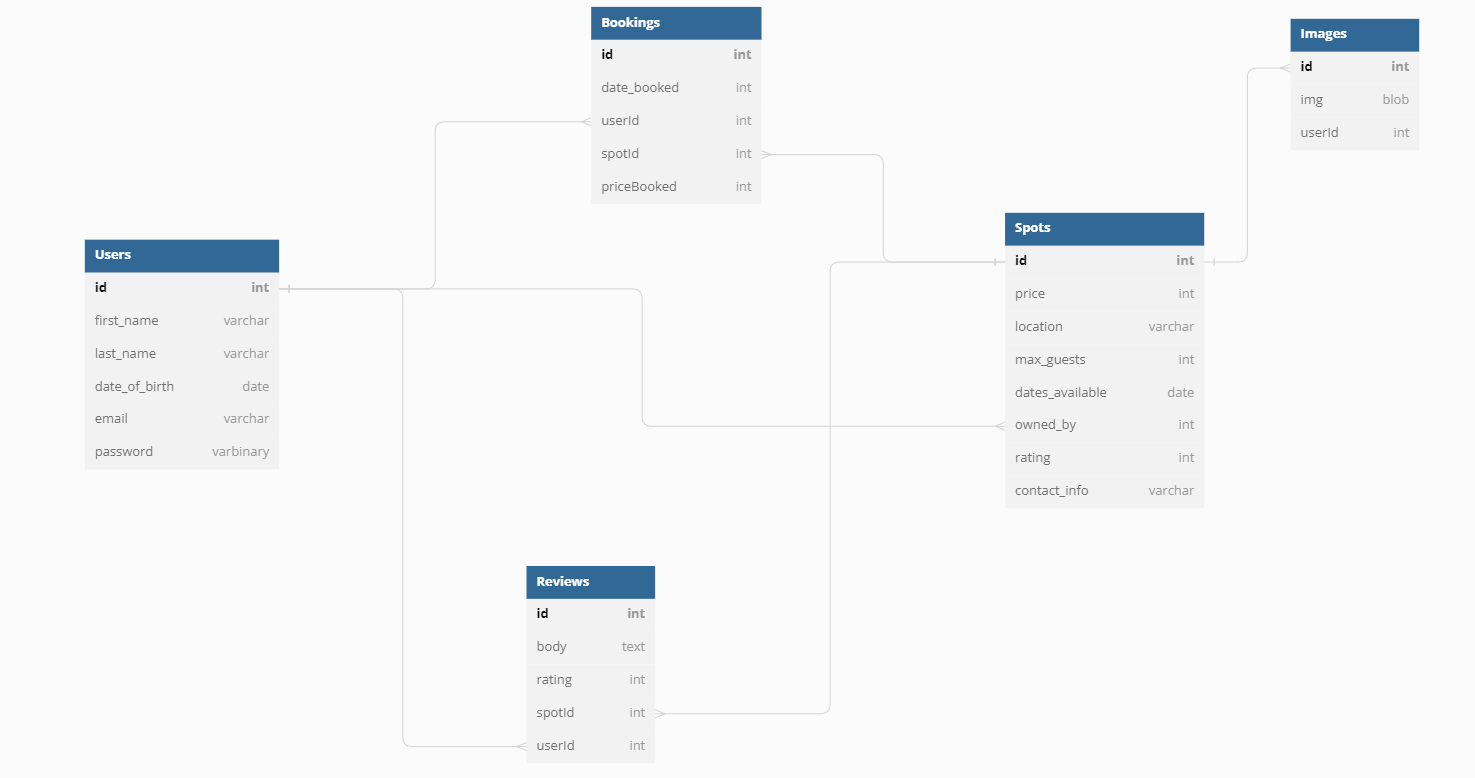 Bookings
id int
date_booked int
userId int
spotId int
priceBooked int
Images
id int
img blob
userId int
Users
id int
first_name varchar
last_name varchar
date_of_birth date
email varchar
password varbinary
Spots
id int
price int
location varchar
max_guests int
dates_available date
owned_by int
rating int
contact_info varchar
Reviews
id int
body text
rating int
spotId int
userId int